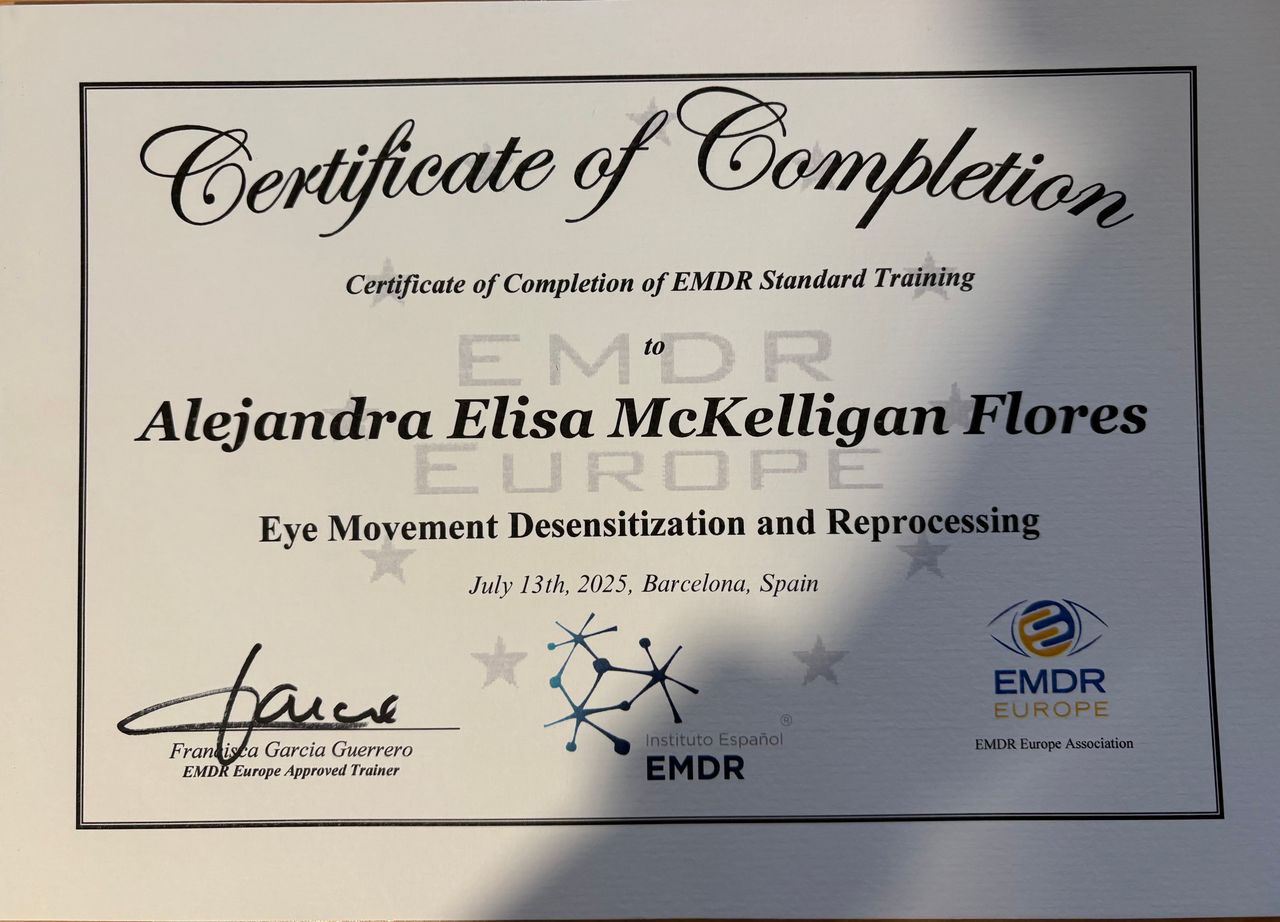 Certificate of Completion
Certificate of Completion of EMDR Standard Training
to
EMDR
Alejandra Elisa McKelligan Flores
EUROPE
Eye Movement Desensitization and Reprocessing
July 13th, 2025, Barcelona, Spain
Francisca Garcia Guerrero
EMDR Europe Approved Trainer
Instituto Español ®
EMDR
EMDR
EUROPE
EMDR Europe Association